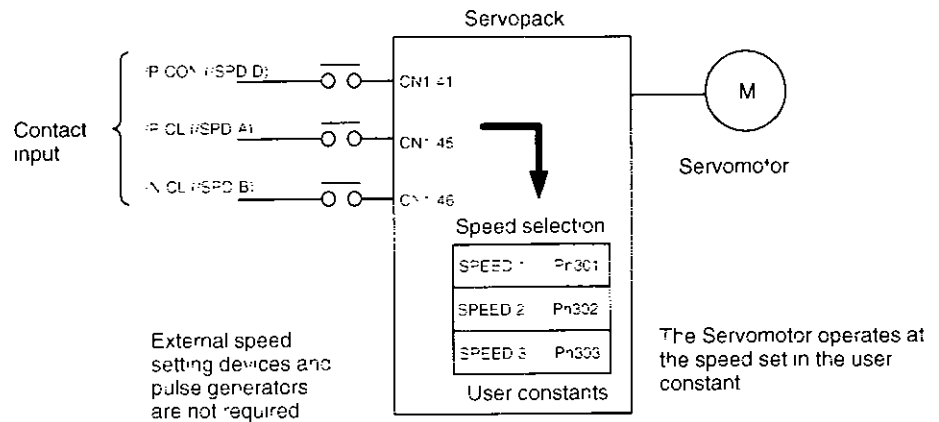 Servopack
Contact
input
/P-CON (/SPD-D)
/P-CL (/SPD-A)
/N-CL (/SPD-B)
CN1-41
CN1-45
CN1-46
M
Servomotor
Speed selection
SPEED 1 Pn301
SPEED 2 Pn302
SPEED 3 Pn303
User constants
External speed
setting devices and
pulse generators
are not required
The Servomotor operates at
the speed set in the user
constant